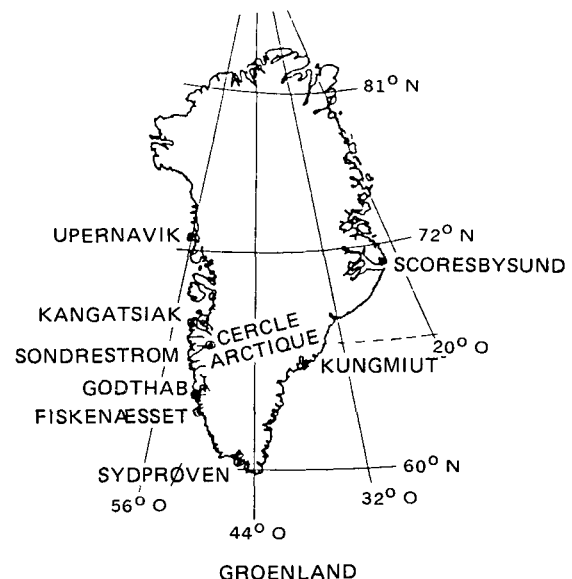 81° N
UPERNAVIK
72° N
SCORESBYSUND
KANGATSIAK
CERCLE
ARCTIQUE
SONDRESTROM
20° O
KUNGMIUT
GODTHAB
FISKENÆSSET
SYDPRØVEN
60° N
56° O
32° O
44° O
GROENLAND